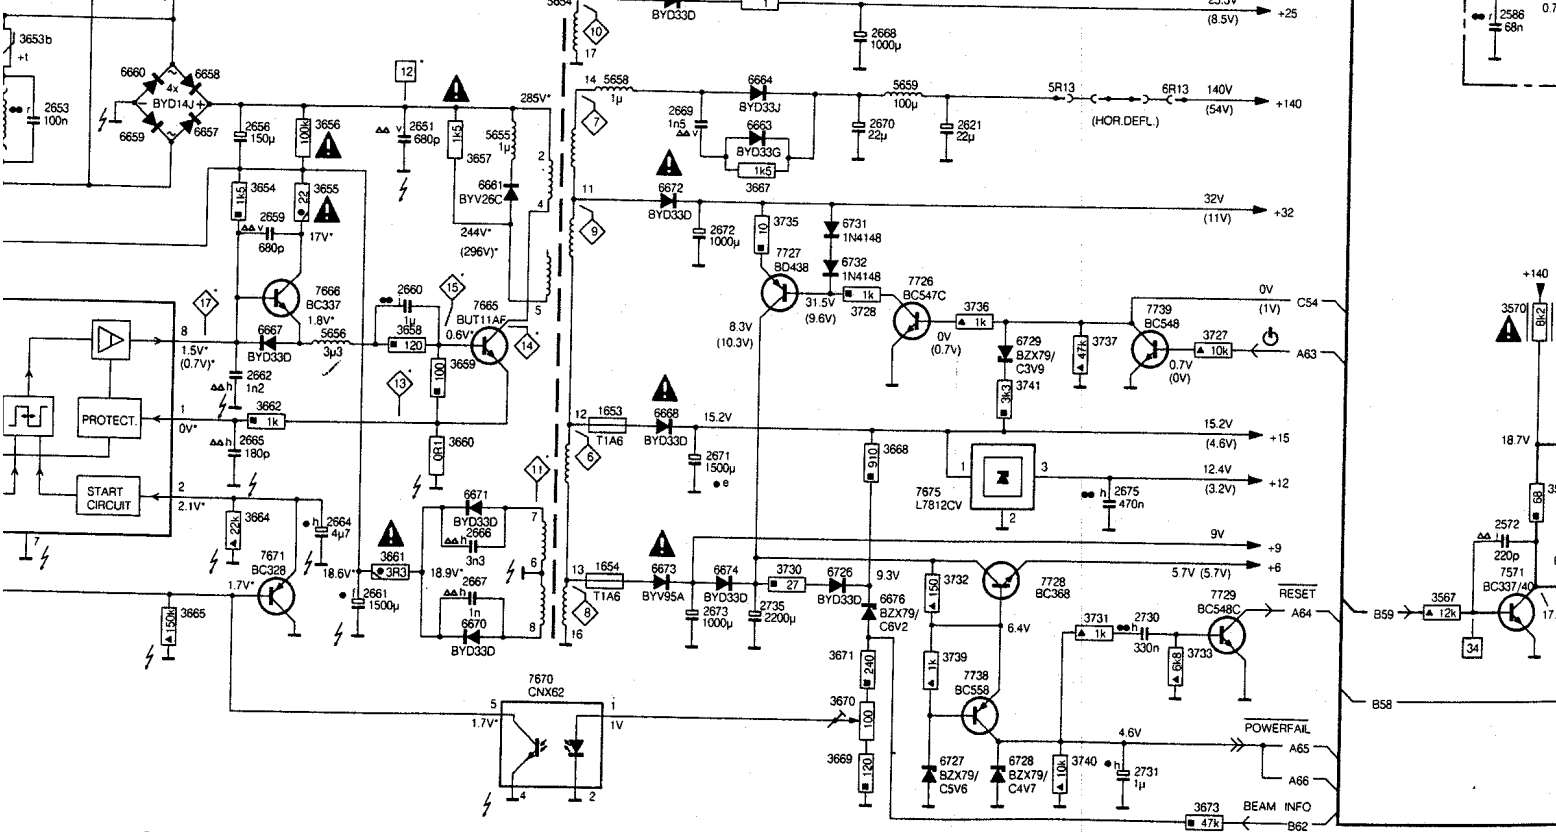 5654
BYD33D
1
25.5V
(8.5V)
+25
10
17
2668
1000µ
2586
68n
3653b
+t
2653
100n
6660
4x
6658
BYD14J
6659
6657
2656
150µ
100k
3656
12
2651
680p
285V*
1k5
3657
5655
1µ
2
6661
BYV26C
4
244V*
(296V)*
14
5658
1µ
7
6664
BYD33J
2669
1n5
6663
BYD33G
1k5
3667
5659
100µ
2670
22µ
2621
22µ
5R13
6R13
(HOR.DEFL.)
140V
(54V)
+140
1k5
3654
22
3655
2659
680p
17V*
11
9
6672
BYD33D
2672
1000µ
10
3735
6731
1N4148
6732
1N4148
32V
(11V)
+32
7727
BD438
31.5V
(9.6V)
1k
3728
7726
BC547C
0V
(0.7V)
3736
1k
7739
BC548
0V
(1V)
C54
3727
10k
A63
0.7V
(0V)
47k
3737
6729
BZX79/
C3V9
3741
3k3
+140
3570
8k2
17
7666
BC337
1.8V*
6667
BYD33D
5656
3µ3
2660
1µ
15
7665
BUT11AF
3658
120
0.6V*
14
5
8
1.5V*
(0.7V)*
2662
1n2
100
3659
13
8.3V
(10.3V)
PROTECT.
1
0V*
3662
1k
2665
180p
0R1
3660
START
CIRCUIT
2
2.1V*
22k
3664
2664
4µ7
7
12
1653
T1A6
6
6668
BYD33D
15.2V
2671
1500µ
e
910
3668
15.2V
(4.6V)
+15
1
3
2
7675
L7812CV
2675
470n
12.4V
(3.2V)
+12
18.7V
68
2572
220p
7571
BC337/40
11
6671
BYD33D
2666
3n3
7
6
2667
1n
6670
BYD33D
8
7671
BC328
1.7V*
18.6V*
3661
3R3
18.9V*
2661
1500µ
150k
3665
13
1654
T1A6
8
16
6673
BYV95A
2673
1000µ
6674
BYD33D
2735
2200µ
3730
27
6726
BYD33D
9.3V
6676
BZX79/
C6V2
9V
+9
5.7V (5.7V)
+6
150
3732
7728
BC368
6.4V
RESET
A64
7729
BC548C
3731
1k
2730
330n
6k8
3733
B59
3567
12k
34
B58
7670
CNX62
5
1.7V*
4
1
1V
2
3671
240
3670
100
3669
120
1k
3739
7738
BC558
6727
BZX79/
C5V6
6728
BZX79/
C4V7
10k
3740
4.6V
2731
1µ
POWERFAIL
A65
A66
3673
47k
BEAM INFO
B62